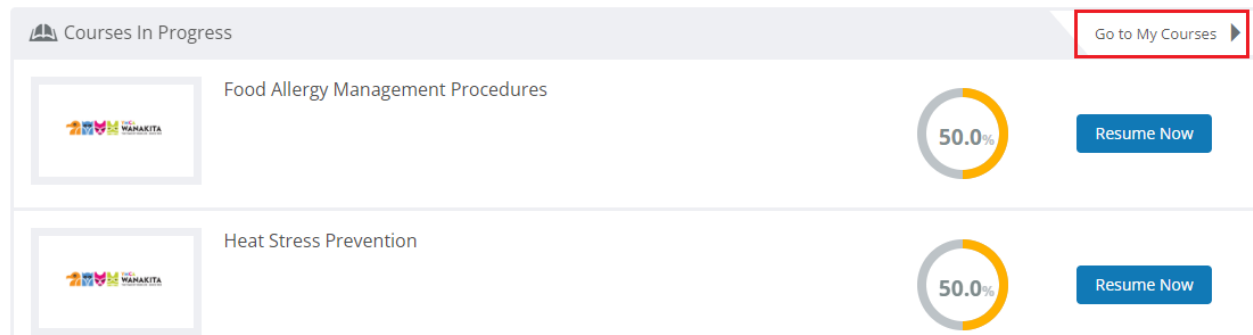 Courses In Progress
Go to My Courses
Food Allergy Management Procedures
WANAKITA
50.0%
Resume Now
Heat Stress Prevention
WANAKITA
50.0%
Resume Now